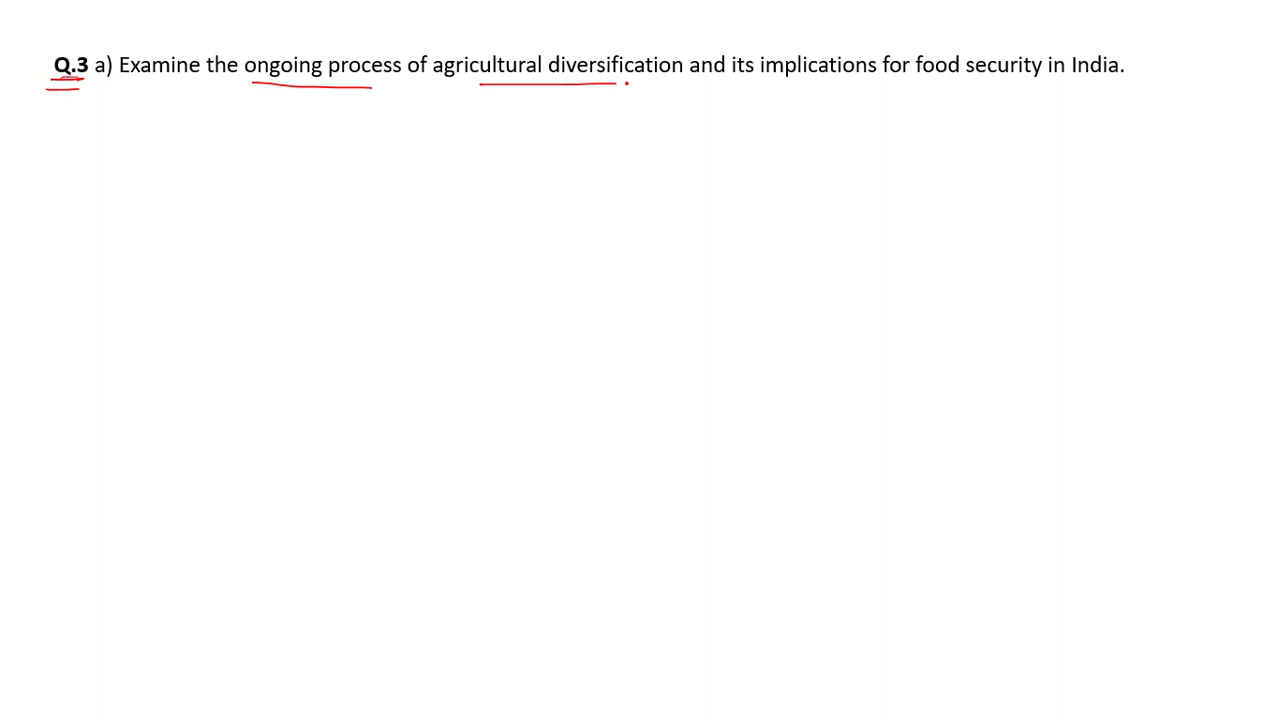 Q.3 a) Examine the ongoing process of agricultural diversification and its implications for food security in India.